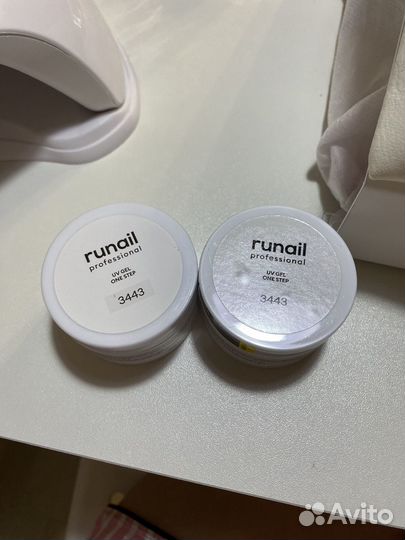 runail
professional
UV GEL
ONE STEP
3443
runail
professional
UV GEL
ONE STEP
3443
Avito